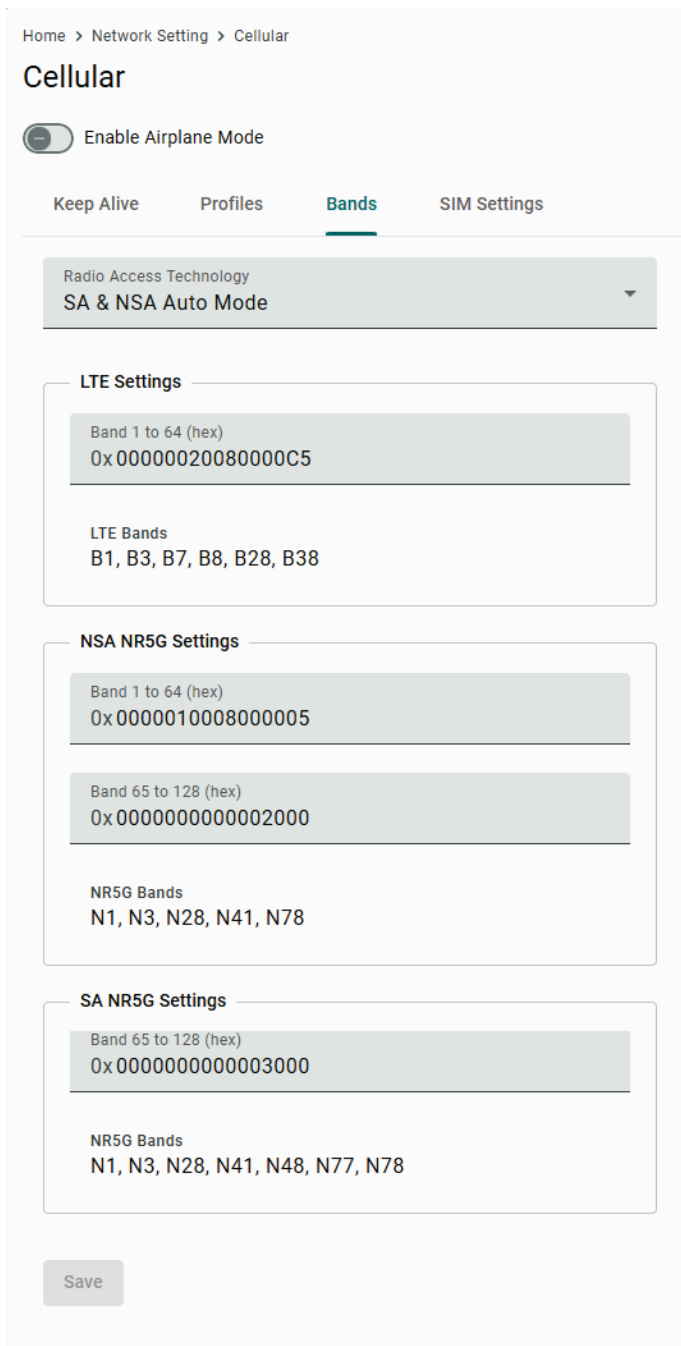 Home > Network Setting > Cellular
Cellular
Enable Airplane Mode
Keep Alive Profiles Bands SIM Settings
Radio Access Technology
SA & NSA Auto Mode
LTE Settings
Band 1 to 64 (hex)
0x00000020080000C5
LTE Bands
B1, B3, B7, B8, B28, B38
NSA NR5G Settings
Band 1 to 64 (hex)
0x0000010008000005
Band 65 to 128 (hex)
0x0000000000002000
NR5G Bands
N1, N3, N28, N41, N78
SA NR5G Settings
Band 65 to 128 (hex)
0x0000000000003000
NR5G Bands
N1, N3, N28, N41, N48, N77, N78
Save